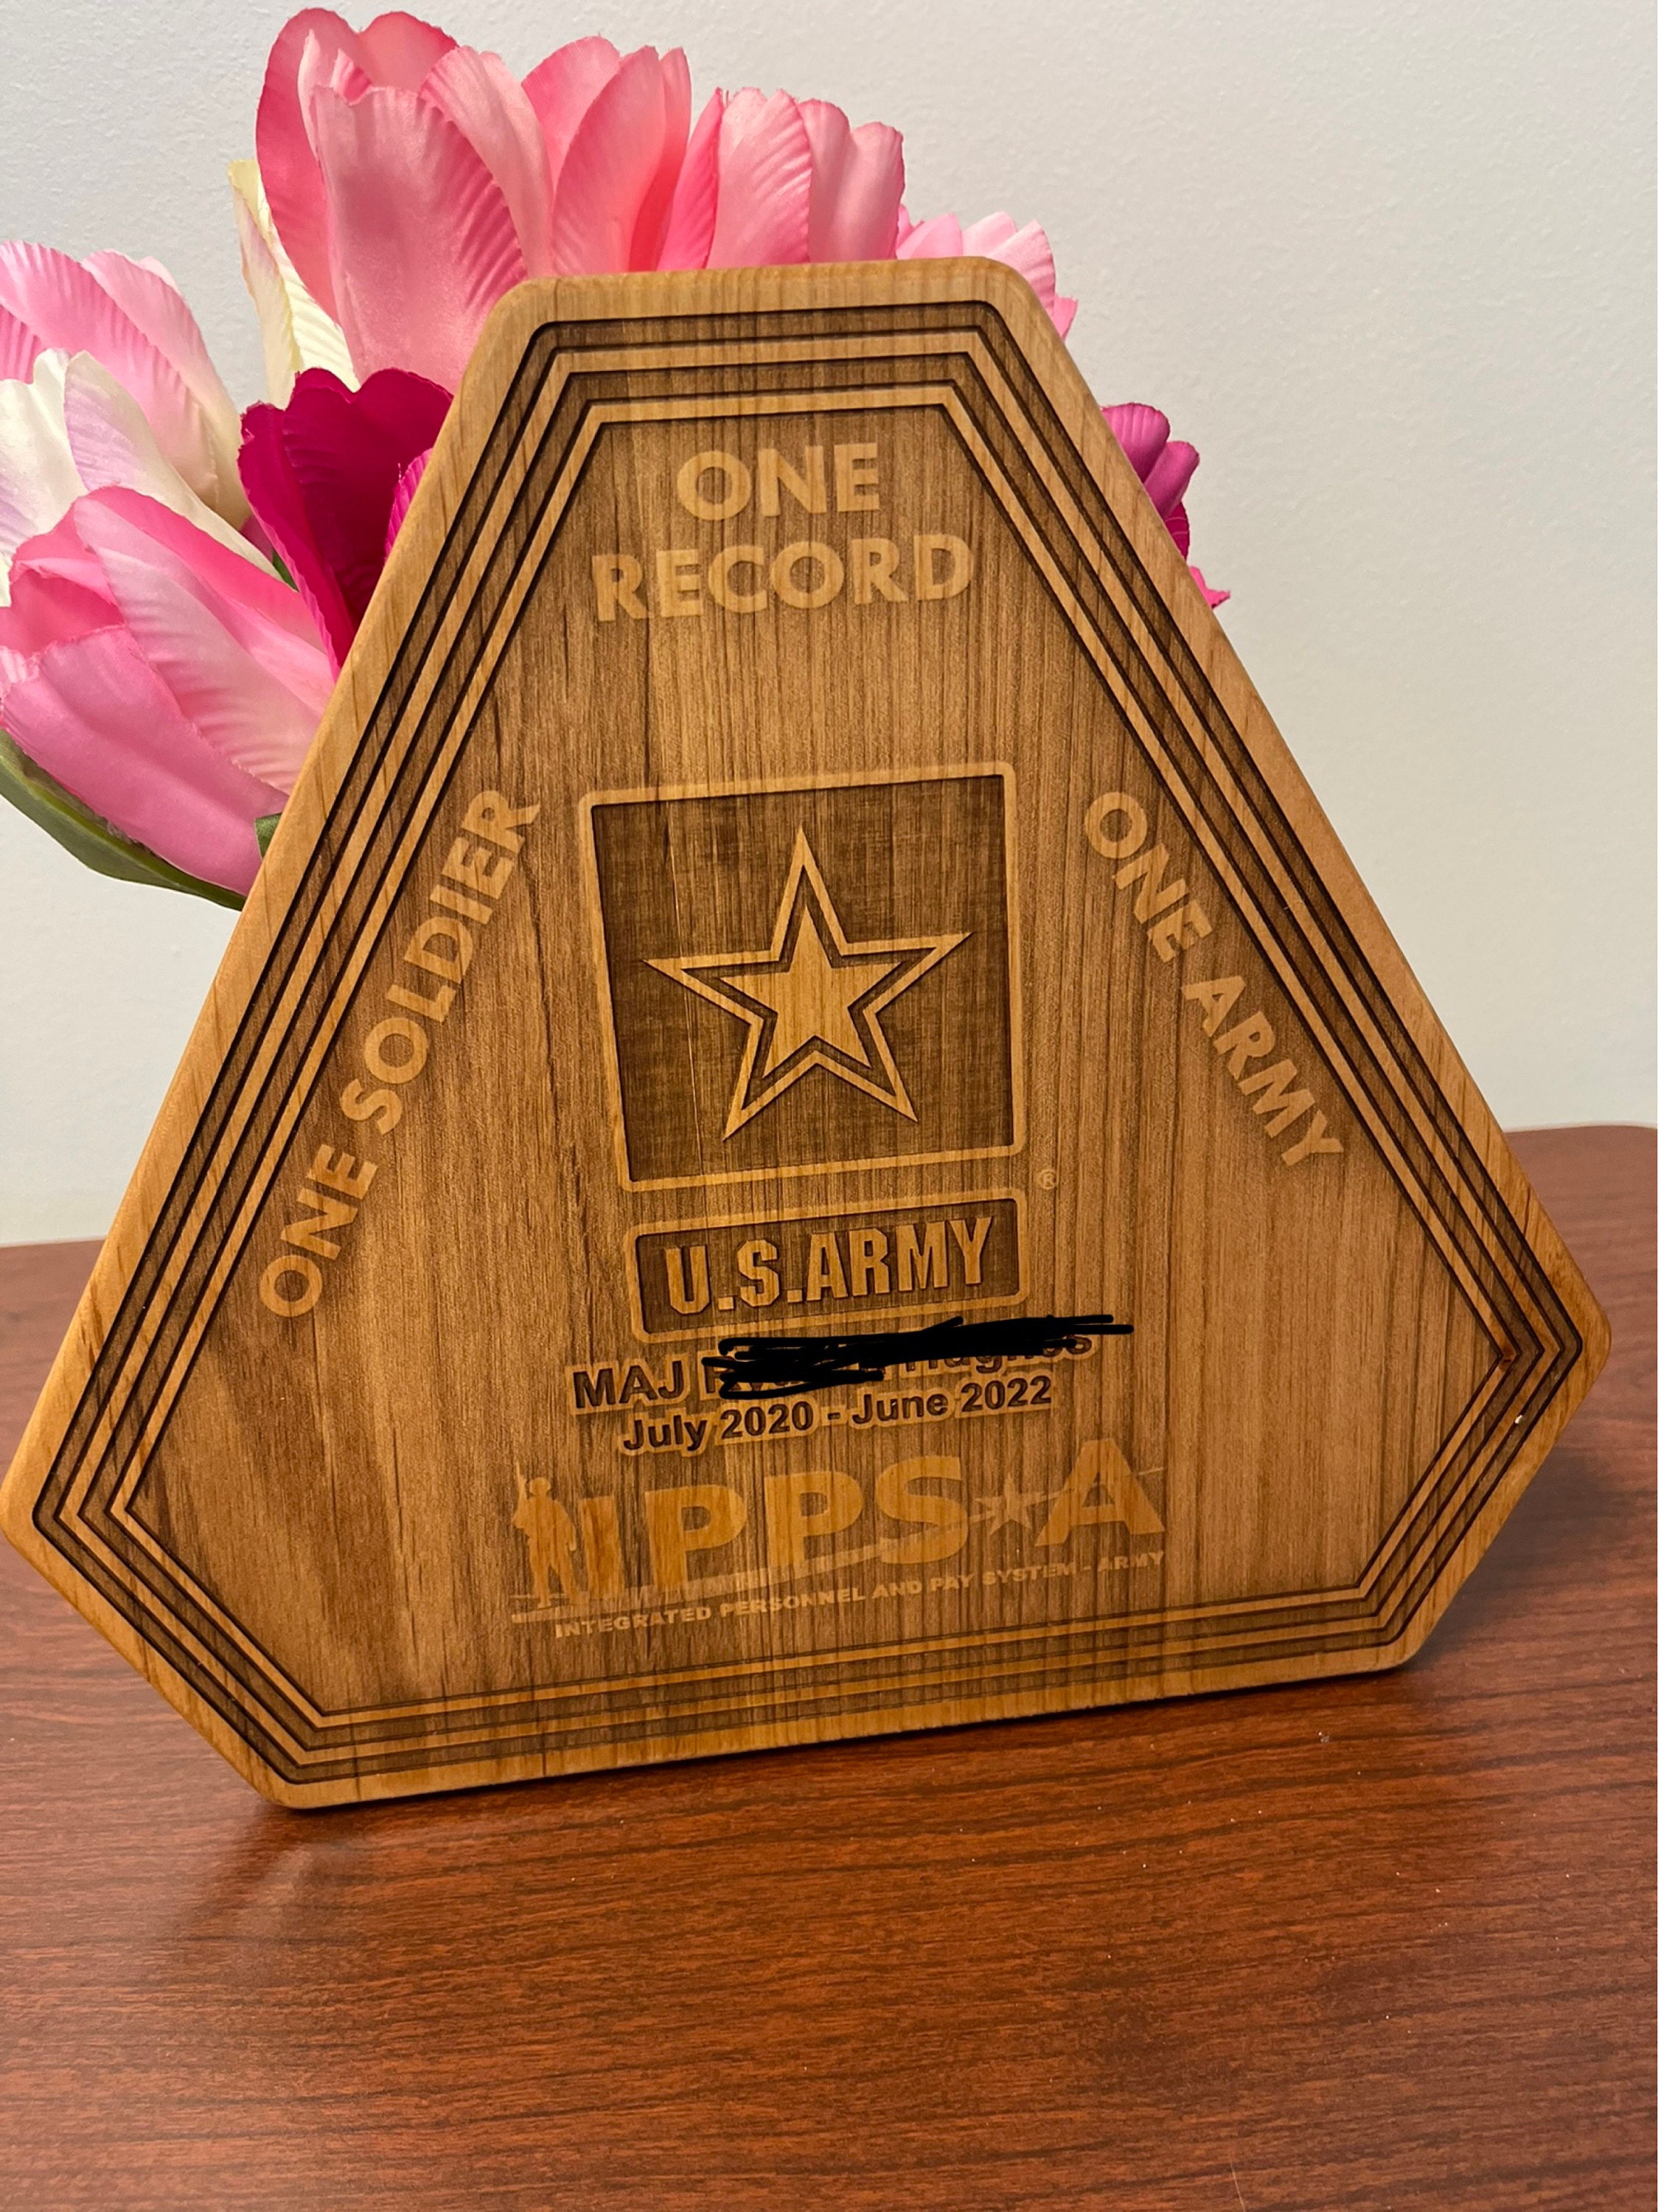 ONE
RECORD
ONE SOLDIER
ONE ARMY
®
U.S.ARMY
MAJ
July 2020 - June 2022
IPPS★A
INTEGRATED PERSONNEL AND PAY SYSTEM - ARMY